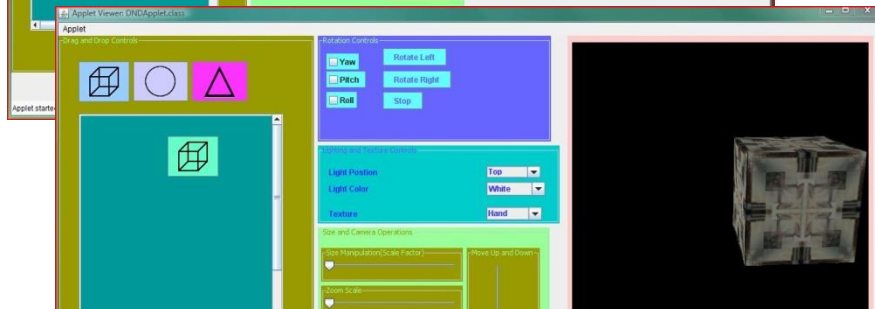 Applet Viewer: DNDApplet.class
Applet
Drag and Drop Controls
Rotation Controls
Yaw
Rotate Left
Pitch
Rotate Right
Roll
Stop
Lighting and Texture Controls
Light Postion
Top
Light Color
White
Texture
Hand
Size and Camera Operations
Size Manipulation(Scale Factor)
Move Up and Down
Zoom Scale
Applet starte